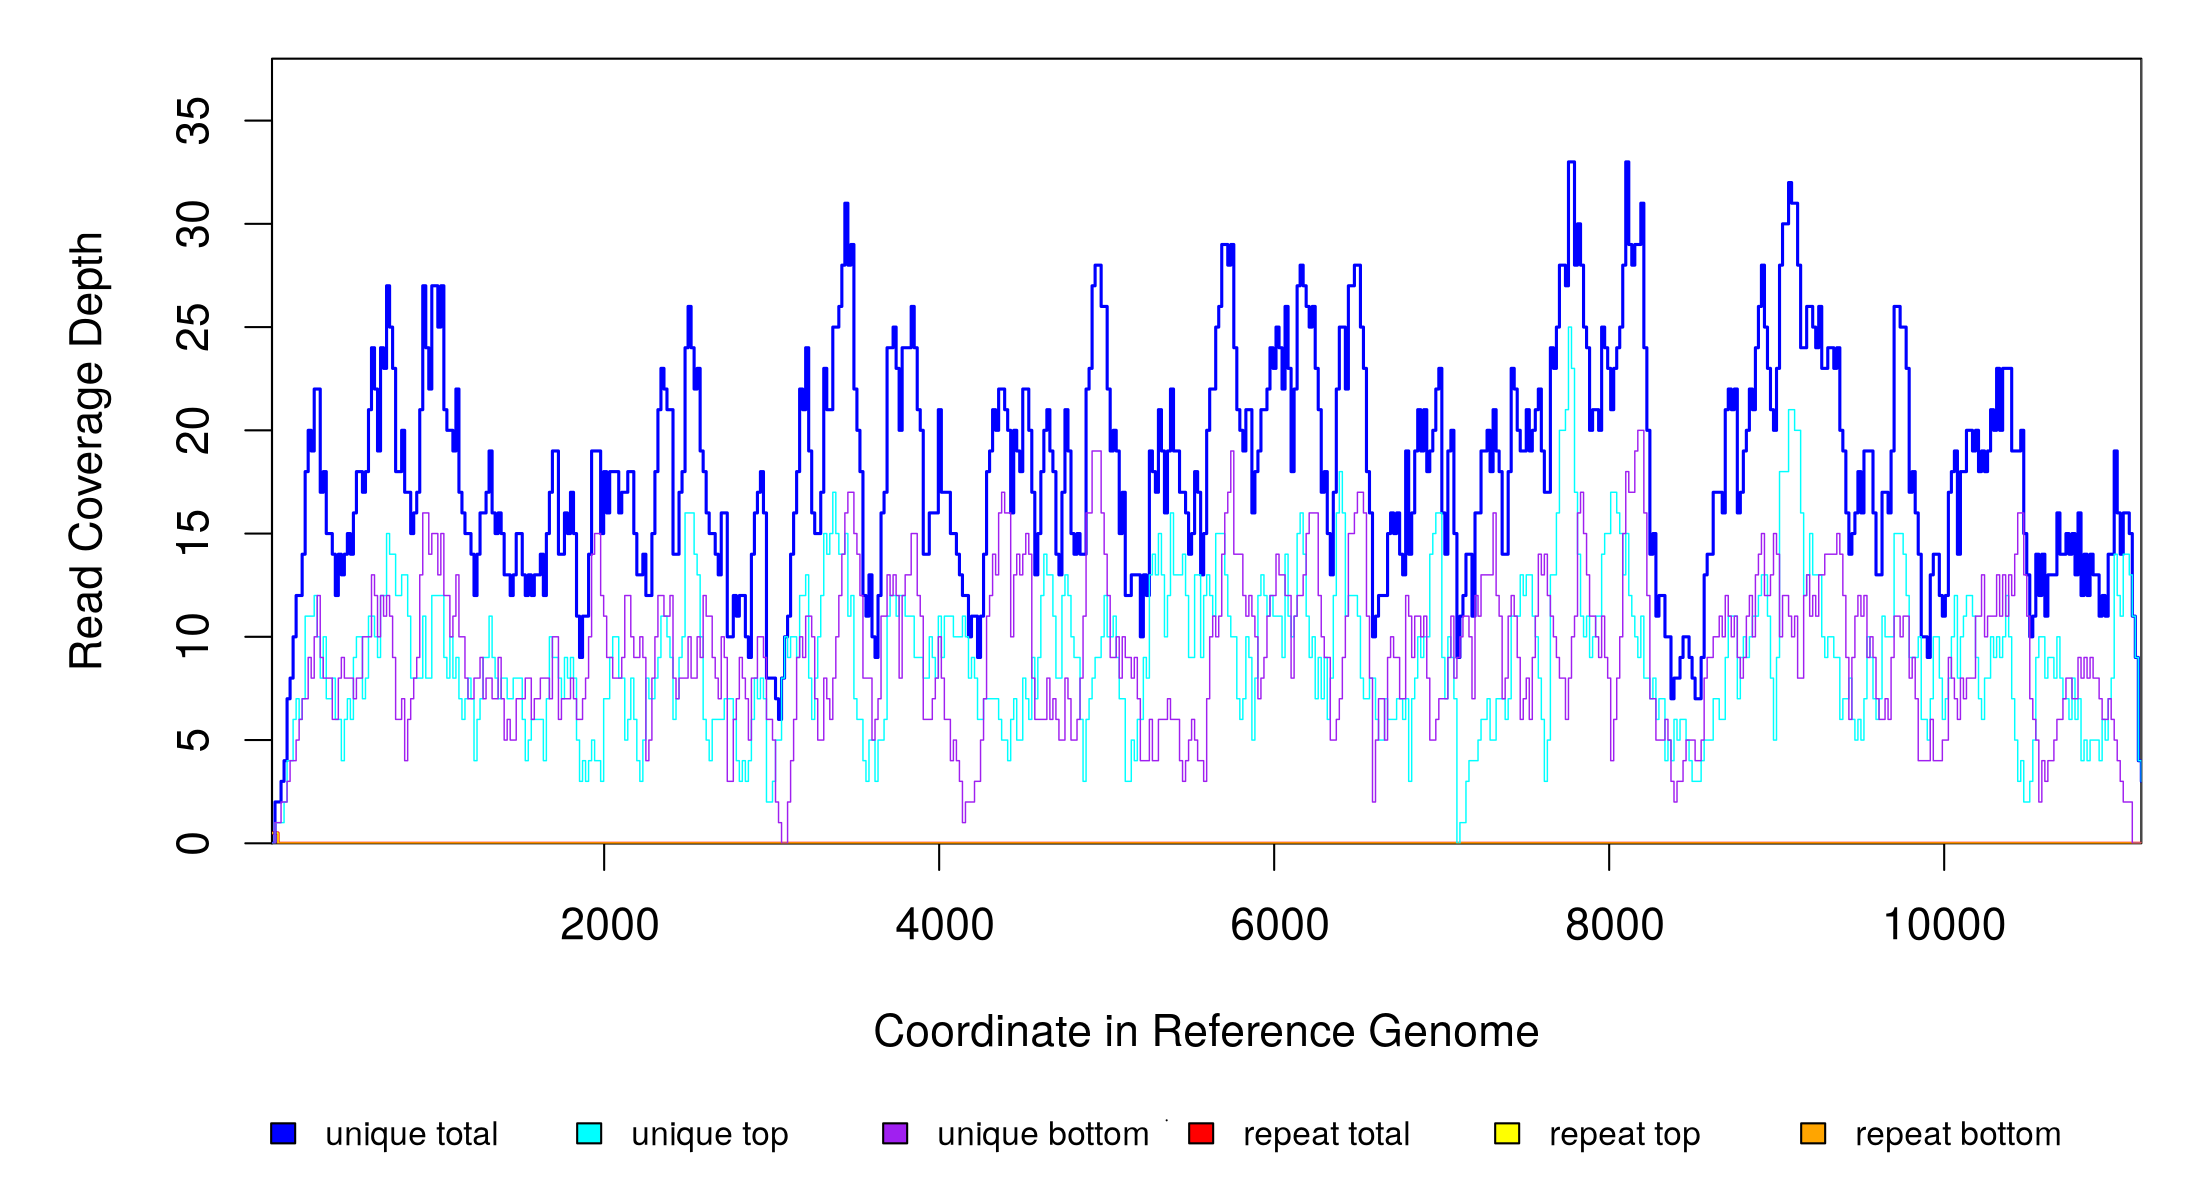 Read Coverage Depth
35
30
25
20
15
10
5
0
2000 4000 6000 8000 10000
Coordinate in Reference Genome
unique total unique top unique bottom repeat total repeat top repeat bottom